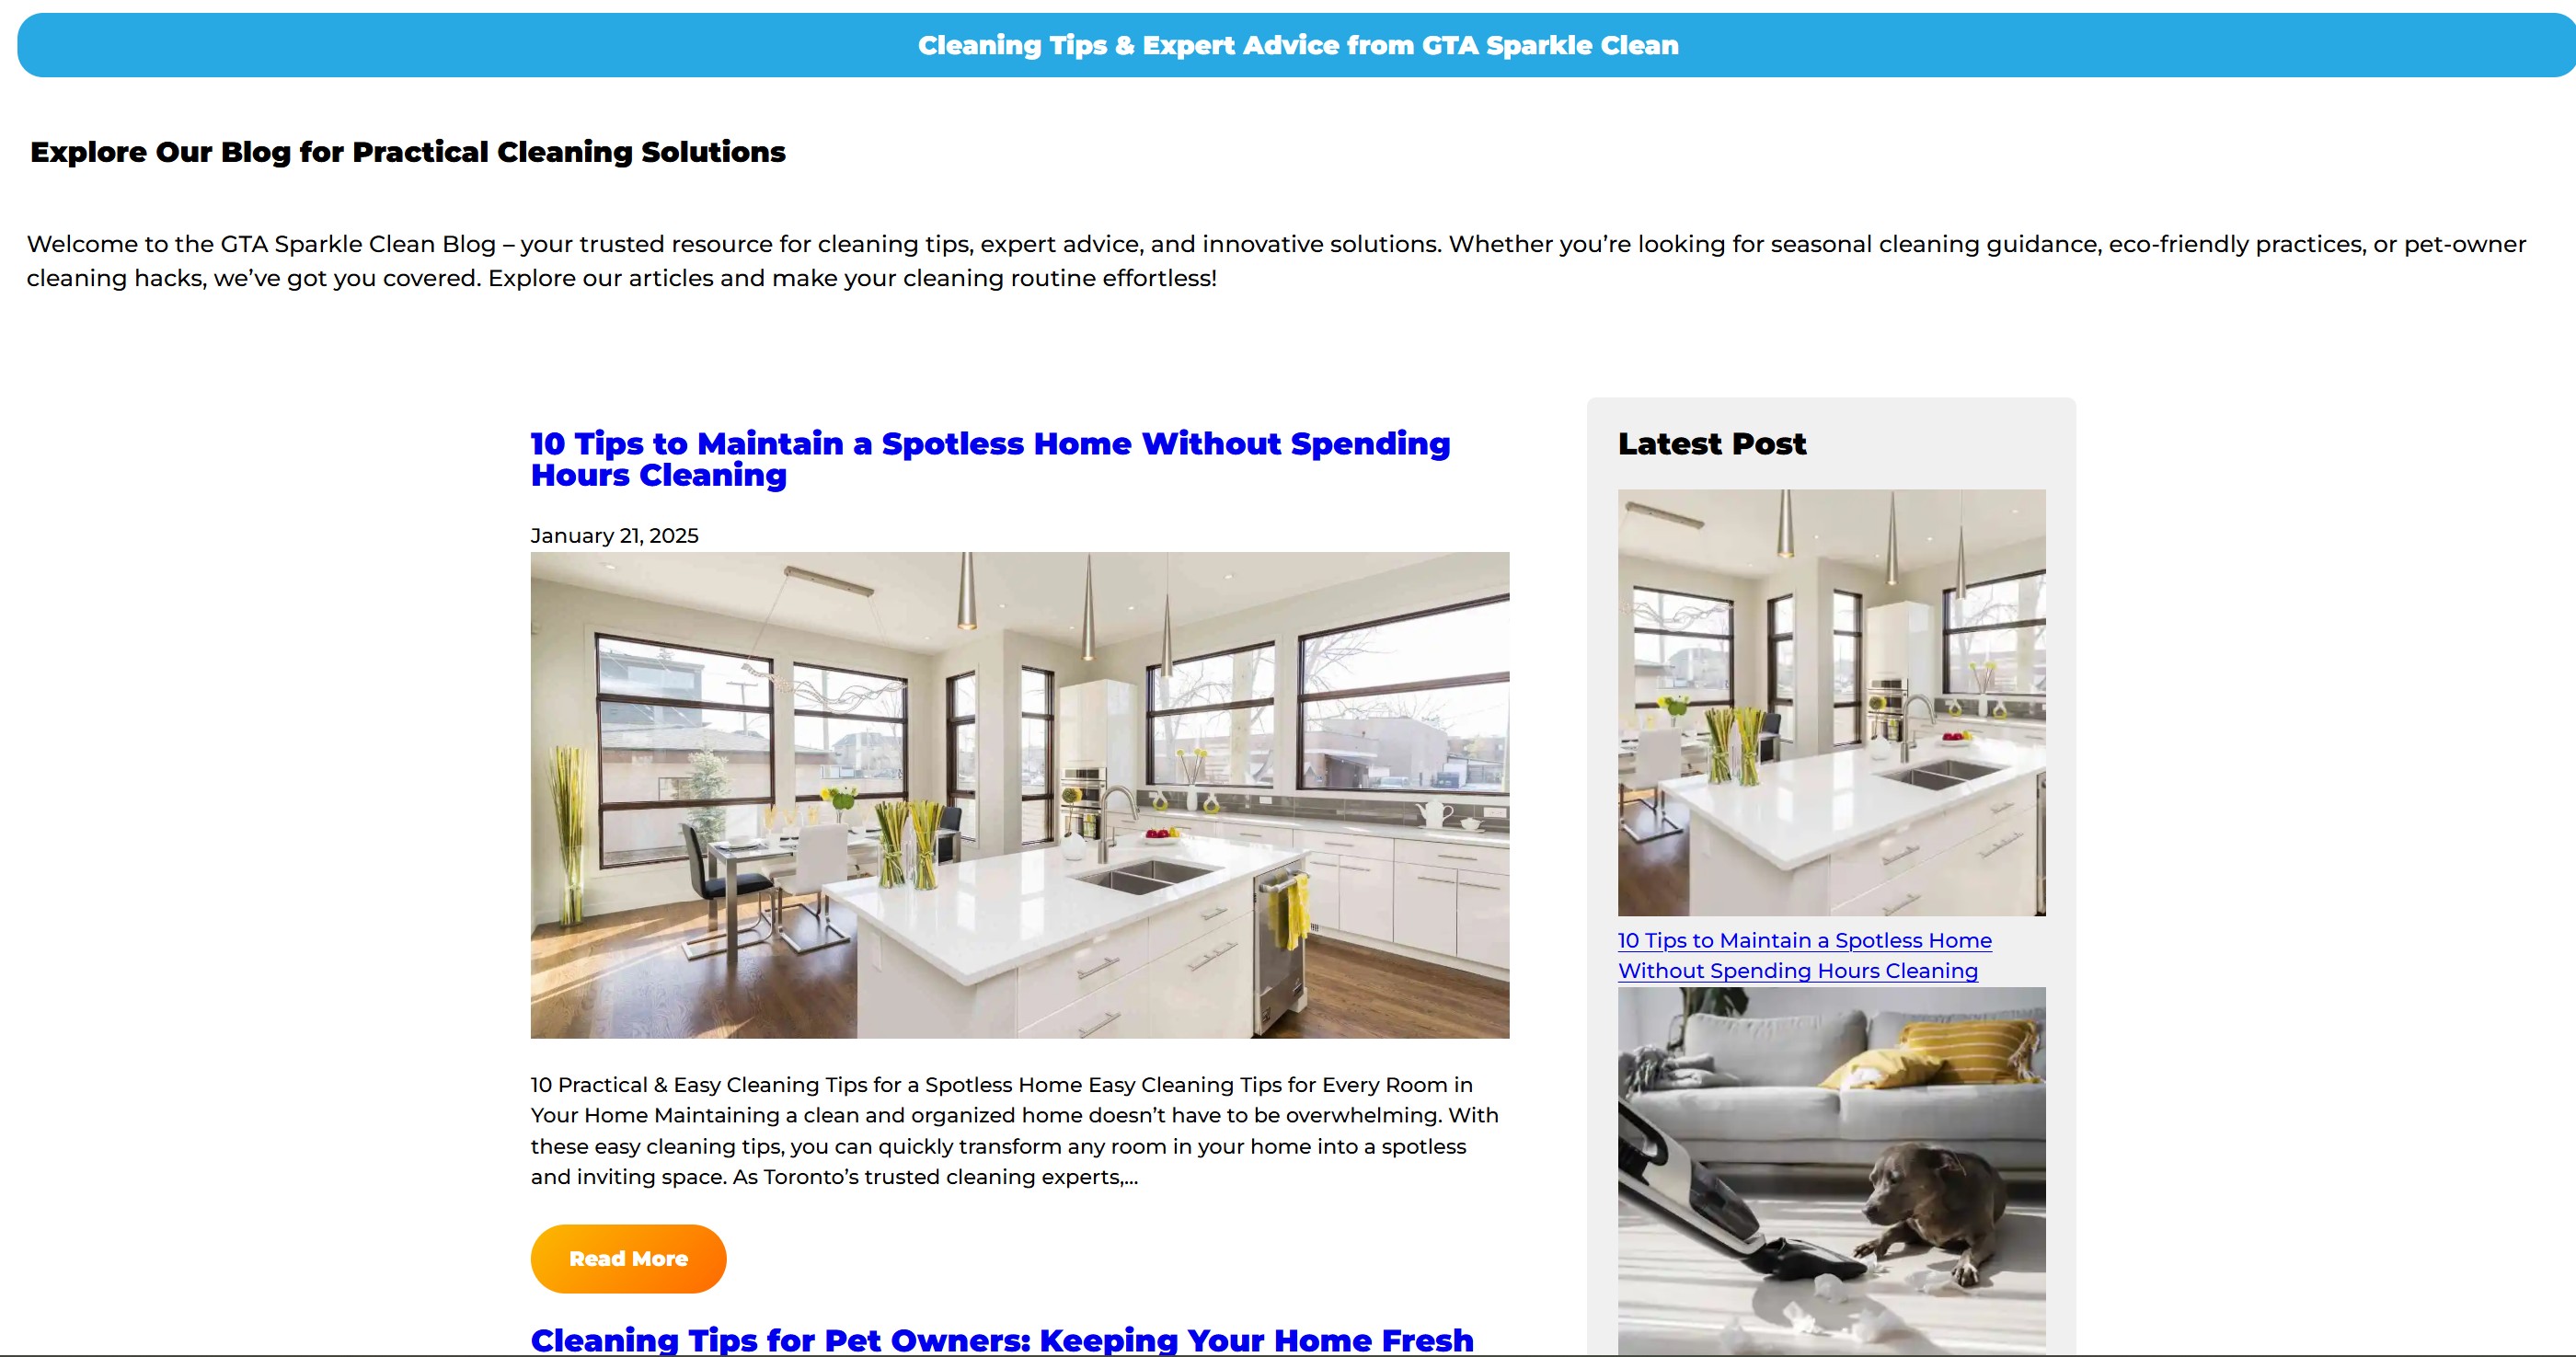 Cleaning Tips & Expert Advice from GTA Sparkle Clean
Explore Our Blog for Practical Cleaning Solutions
Welcome to the GTA Sparkle Clean Blog – your trusted resource for cleaning tips, expert advice, and innovative solutions. Whether you’re looking for seasonal cleaning guidance, eco-friendly practices, or pet-owner
cleaning hacks, we’ve got you covered. Explore our articles and make your cleaning routine effortless!
10 Tips to Maintain a Spotless Home Without Spending
Hours Cleaning
January 21, 2025
10 Practical & Easy Cleaning Tips for a Spotless Home Easy Cleaning Tips for Every Room in
Your Home Maintaining a clean and organized home doesn’t have to be overwhelming. With
these easy cleaning tips, you can quickly transform any room in your home into a spotless
and inviting space. As Toronto’s trusted cleaning experts,...
Read More
Cleaning Tips for Pet Owners: Keeping Your Home Fresh
Latest Post
10 Tips to Maintain a Spotless Home
Without Spending Hours Cleaning